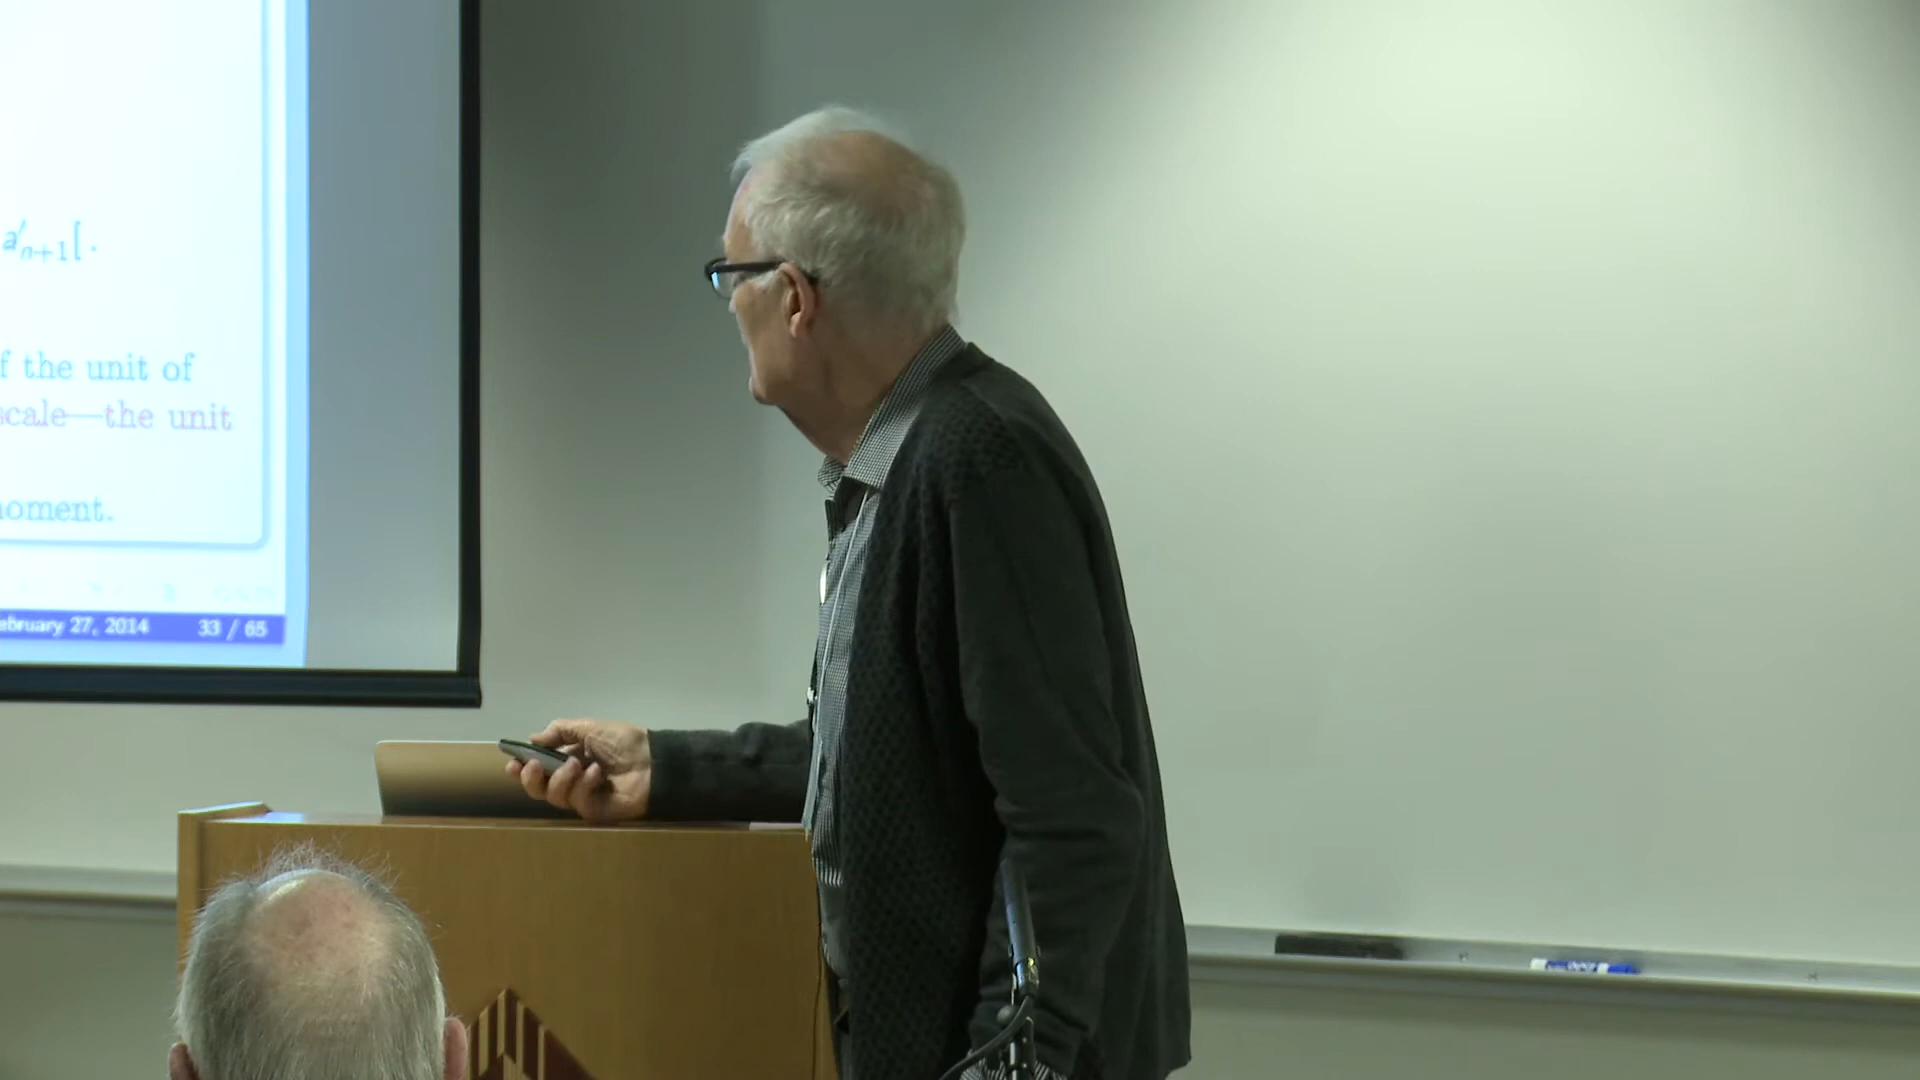 a′ₙ₊₁[ .
f the unit of
scale—the unit
moment.
ebruary 27, 2014 33 / 65